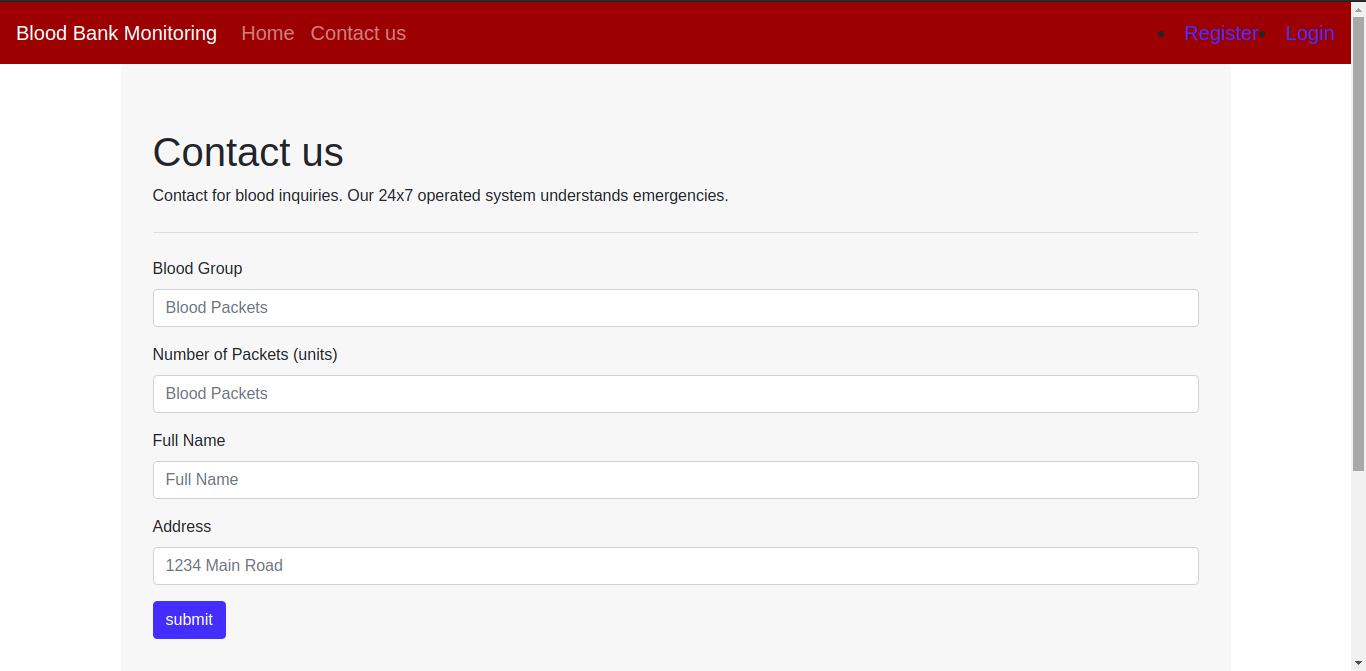 Blood Bank Monitoring Home Contact us • Register • Login
Contact us
Contact for blood inquiries. Our 24x7 operated system understands emergencies.
Blood Group
Blood Packets
Number of Packets (units)
Blood Packets
Full Name
Full Name
Address
1234 Main Road
submit